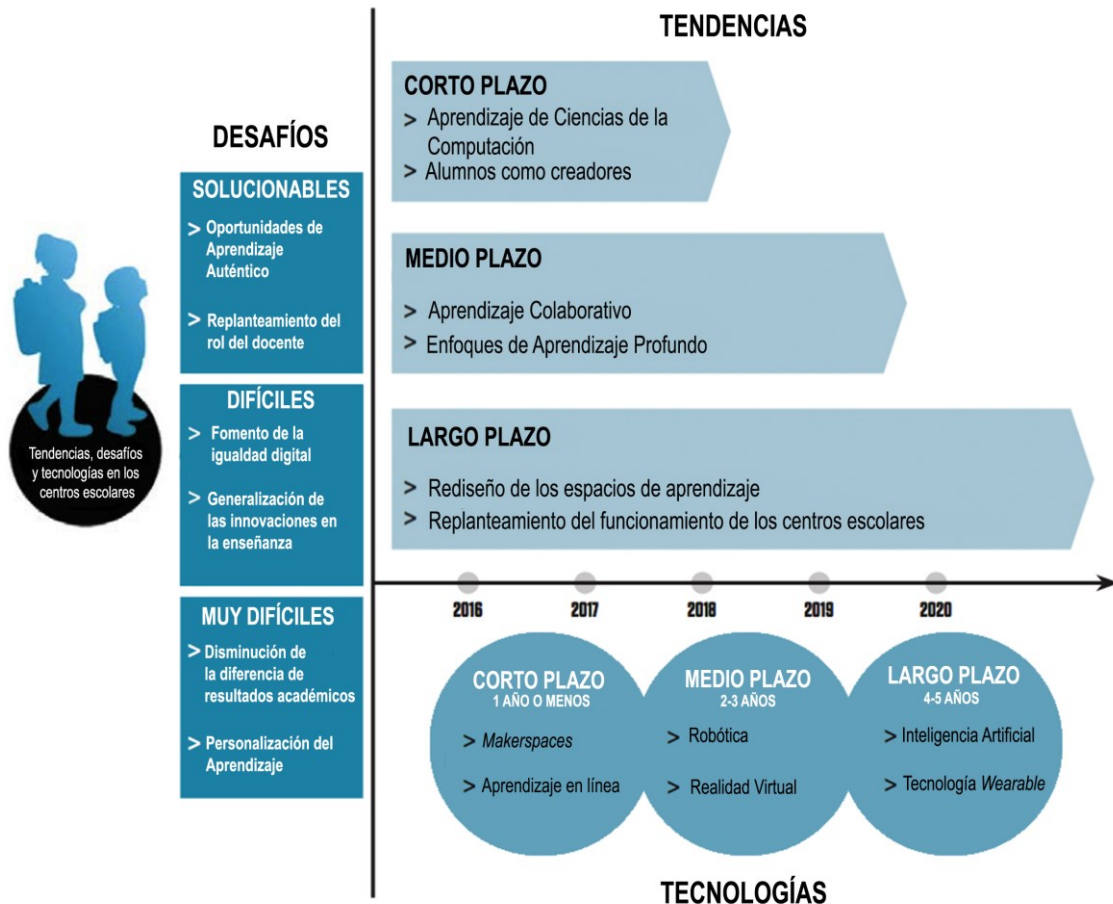 TENDENCIAS
CORTO PLAZO
> Aprendizaje de Ciencias de la
Computación
> Alumnos como creadores
MEDIO PLAZO
> Aprendizaje Colaborativo
> Enfoques de Aprendizaje Profundo
LARGO PLAZO
> Rediseño de los espacios de aprendizaje
> Replanteamiento del funcionamiento de los centros escolares
DESAFÍOS
SOLUCIONABLES
> Oportunidades de
Aprendizaje
Auténtico
> Replanteamiento del
rol del docente
DIFÍCILES
> Fomento de la
igualdad digital
> Generalización de
las innovaciones en
la enseñanza
MUY DIFÍCILES
> Disminución de
la diferencia de
resultados académicos
> Personalización del
Aprendizaje
Tendencias, desafíos
y tecnologías en los
centros escolares
2016 2017 2018 2019 2020
CORTO PLAZO
1 AÑO O MENOS
> Makerspaces
> Aprendizaje en línea
MEDIO PLAZO
2-3 AÑOS
> Robótica
> Realidad Virtual
LARGO PLAZO
4-5 AÑOS
> Inteligencia Artificial
> Tecnología Wearable
TECNOLOGÍAS